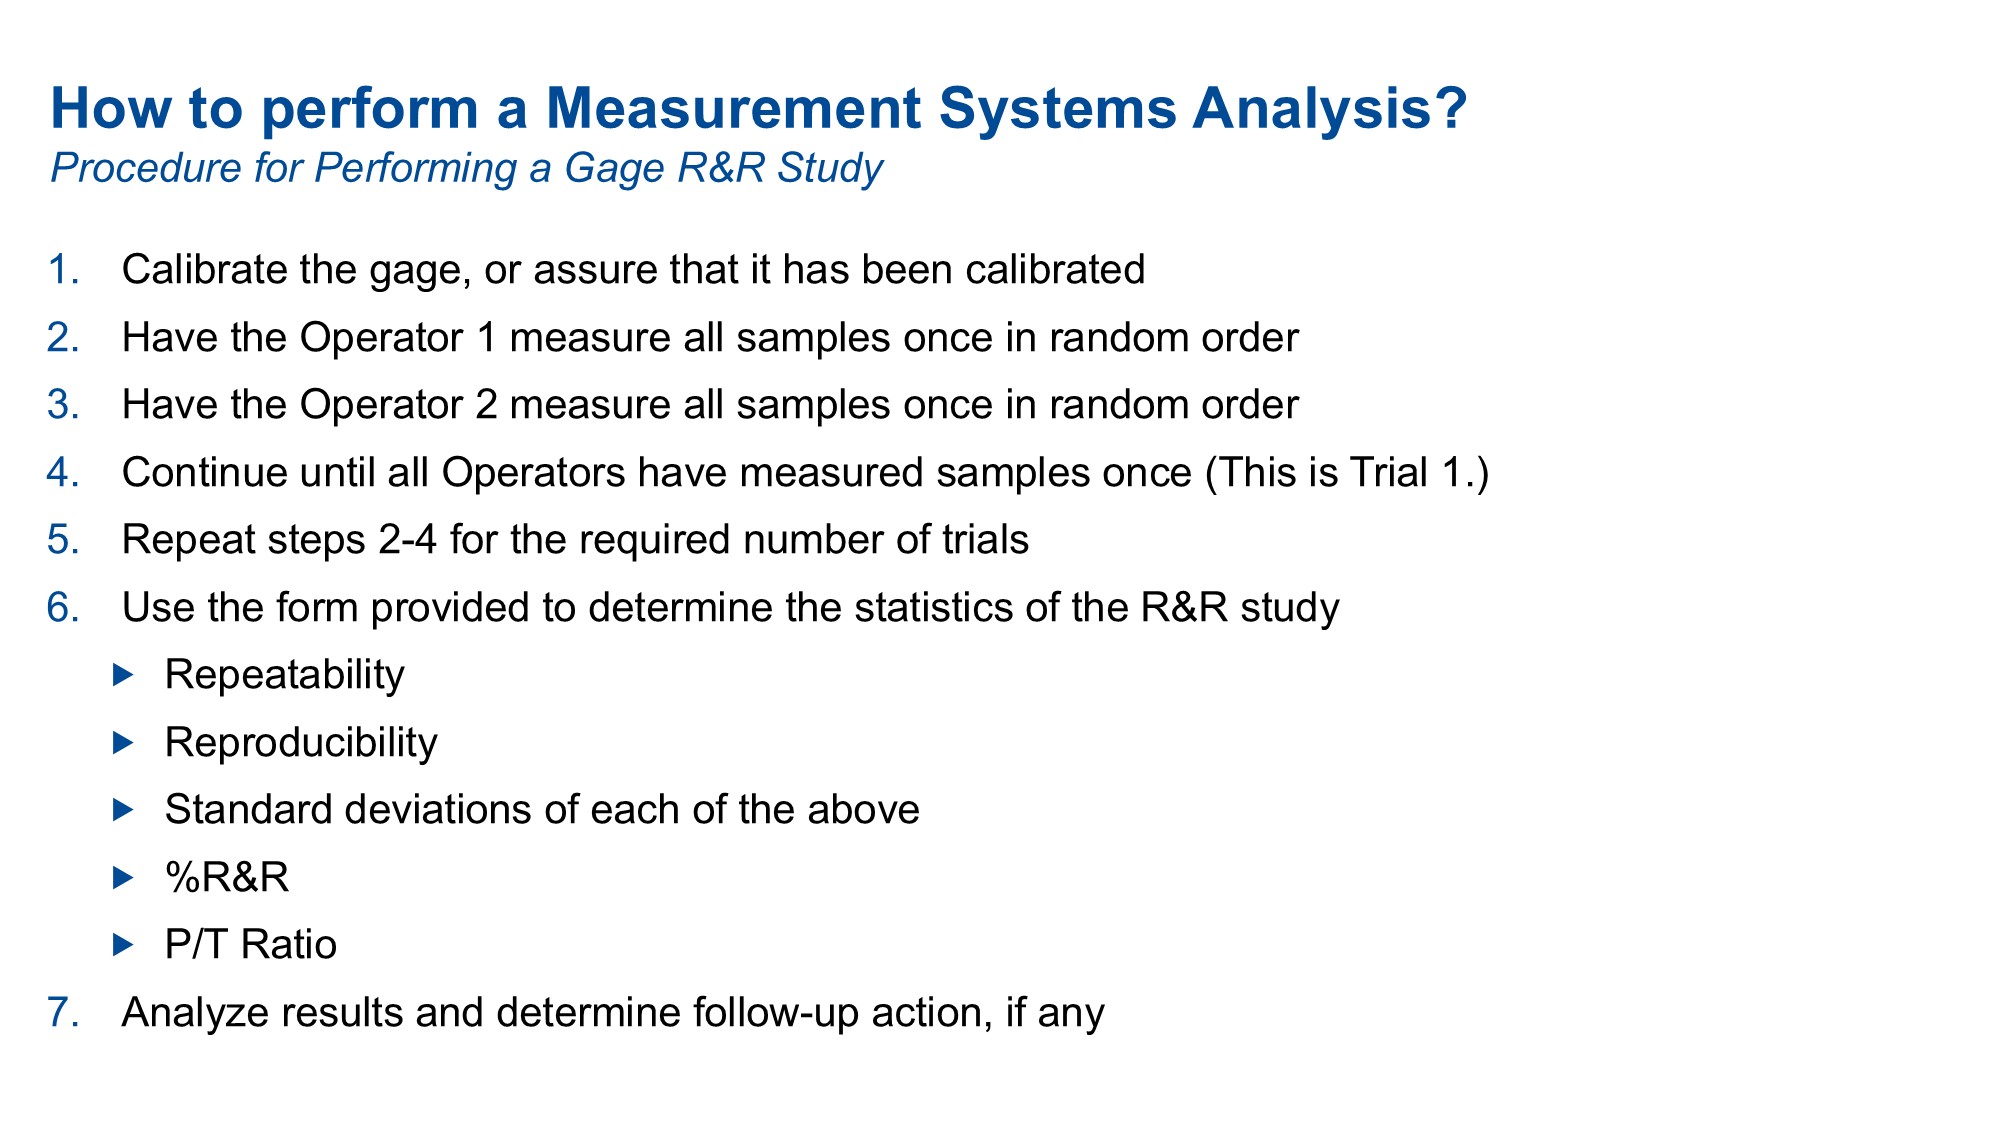 How to perform a Measurement Systems Analysis?
Procedure for Performing a Gage R&R Study
1. Calibrate the gage, or assure that it has been calibrated
2. Have the Operator 1 measure all samples once in random order
3. Have the Operator 2 measure all samples once in random order
4. Continue until all Operators have measured samples once (This is Trial 1.)
5. Repeat steps 2-4 for the required number of trials
6. Use the form provided to determine the statistics of the R&R study
Repeatability
Reproducibility
Standard deviations of each of the above
%R&R
P/T Ratio
7. Analyze results and determine follow-up action, if any